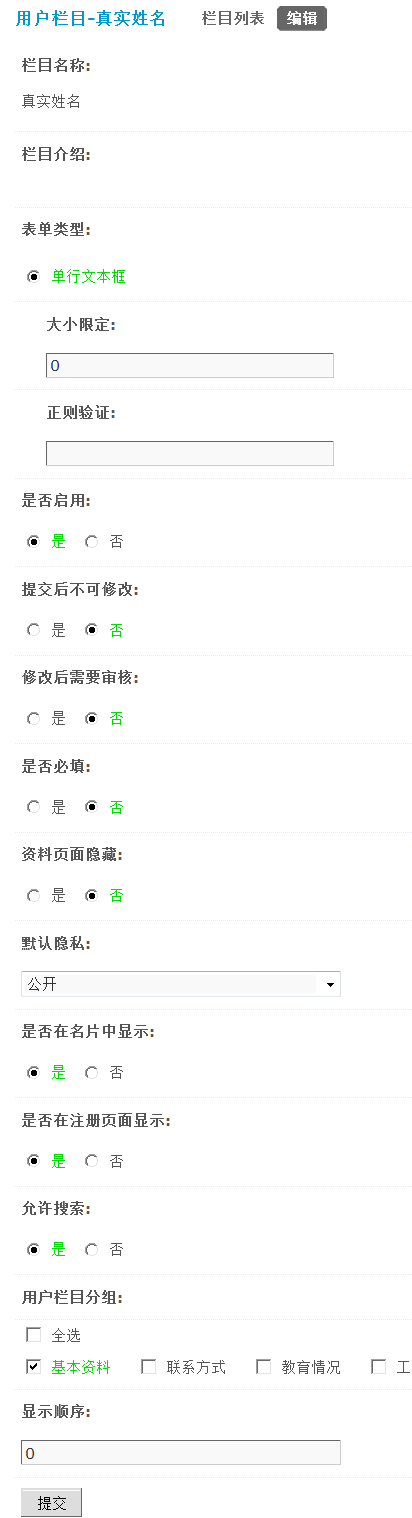 用户栏目-真实姓名 栏目列表 编辑
栏目名称:
真实姓名
栏目介绍:
表单类型:
单行文本框
大小限定:
0
正则验证:
是否启用:
是 否
提交后不可修改:
是 否
修改后需要审核:
是 否
是否必填:
是 否
资料页面隐藏:
是 否
默认隐私:
公开
是否在名片中显示:
是 否
是否在注册页面显示:
是 否
允许搜索:
是 否
用户栏目分组:
全选
基本资料 联系方式 教育情况 工
显示顺序:
0
提交